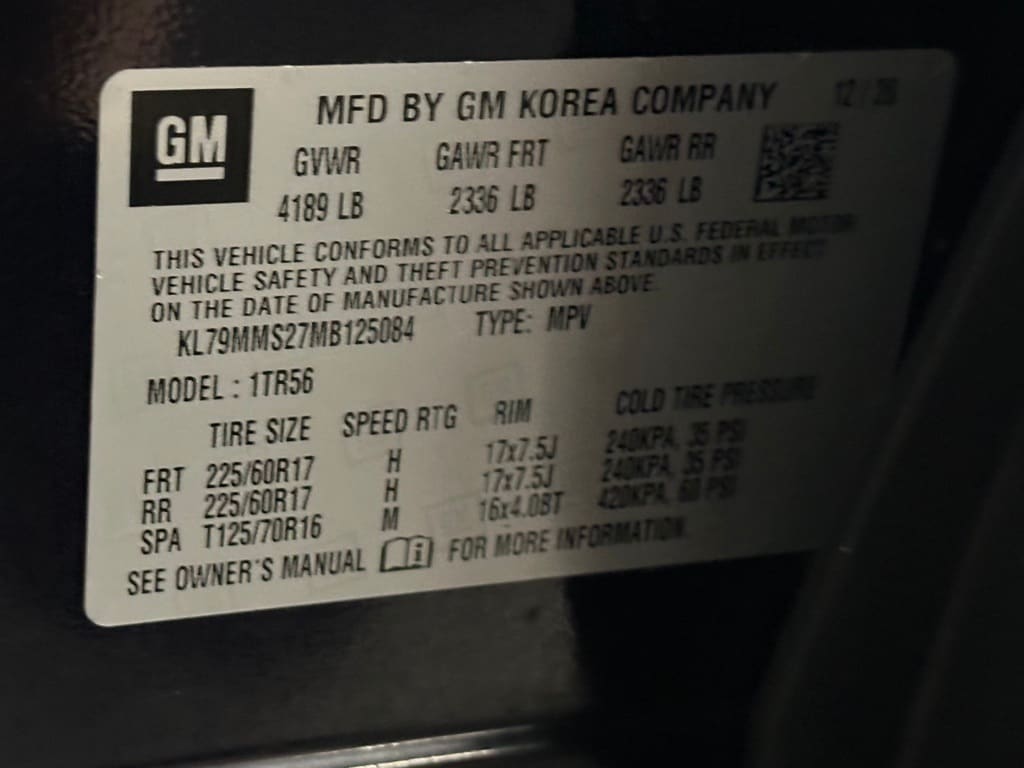 GM
MFD BY GM KOREA COMPANY 12/20
GVWR GAWR FRT GAWR RR
4189 LB 2336 LB 2336 LB
THIS VEHICLE CONFORMS TO ALL APPLICABLE U.S. FEDERAL MOTOR
VEHICLE SAFETY AND THEFT PREVENTION STANDARDS IN EFFECT
ON THE DATE OF MANUFACTURE SHOWN ABOVE.
KL79MMS27MB125084 TYPE: MPV
MODEL : 1TR56
TIRE SIZE SPEED RTG RIM COLD TIRE PRESSURE
FRT 225/60R17 H 17x7.5J 240KPA, 35 PSI
RR 225/60R17 H 17x7.5J 240KPA, 35 PSI
SPA T125/70R16 M 16x4.0BT 420KPA, 60 PSI
SEE OWNER'S MANUAL FOR MORE INFORMATION.